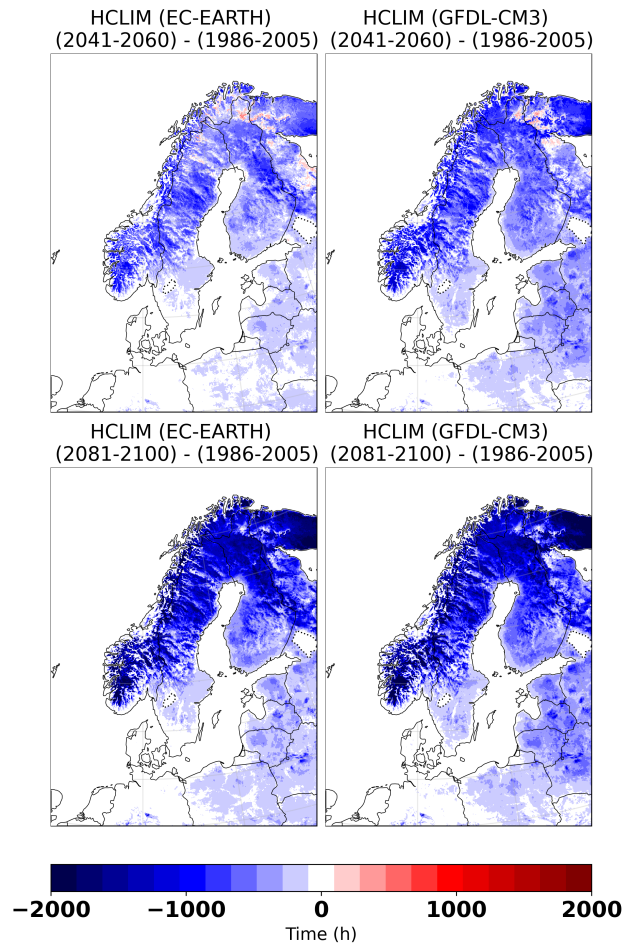 HCLIM (EC-EARTH)
(2041-2060) - (1986-2005)
HCLIM (GFDL-CM3)
(2041-2060) - (1986-2005)
HCLIM (EC-EARTH)
(2081-2100) - (1986-2005)
HCLIM (GFDL-CM3)
(2081-2100) - (1986-2005)
−2000 −1000 0 1000 2000
Time (h)